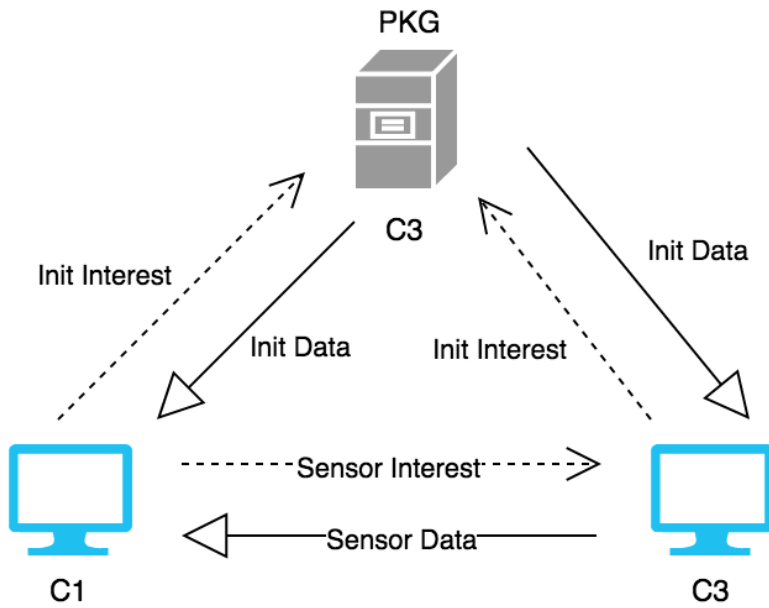 PKG
C3
Init Interest
Init Data
Init Interest
Init Data
Sensor Interest
Sensor Data
C1
C3